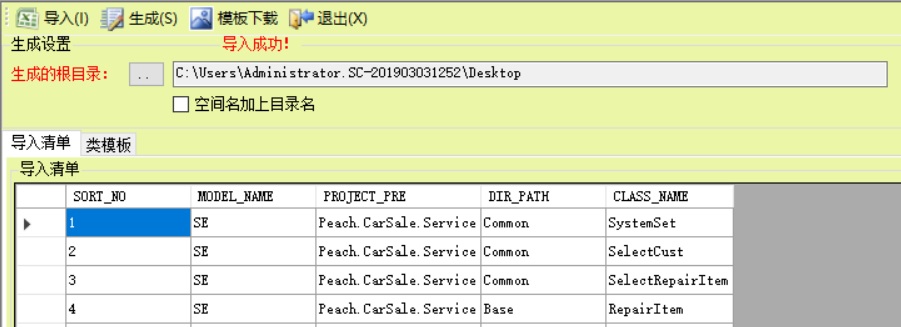 导入(I) 生成(S) 模板下载 退出(X)
生成设置 导入成功！
生成的根目录： .. C:\Users\Administrator.SC-201903031252\Desktop
空间名加上目录名
导入清单 类模板
导入清单
SORT_NO MODEL_NAME PROJECT_PRE DIR_PATH CLASS_NAME
1 SE Peach.CarSale.Service Common SystemSet
2 SE Peach.CarSale.Service Common SelectCust
3 SE Peach.CarSale.Service Common SelectRepairItem
4 SE Peach.CarSale.Service Base RepairItem